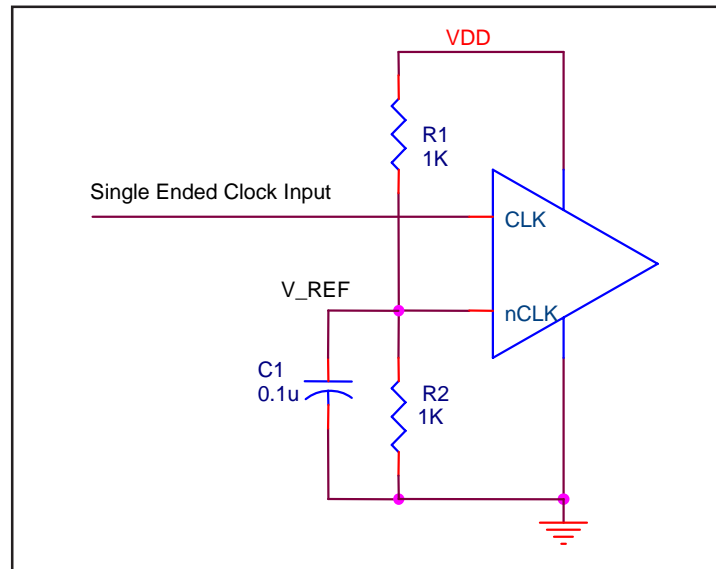 VDD
R1
1K
Single Ended Clock Input
CLK
V_REF
nCLK
C1
0.1u
R2
1K